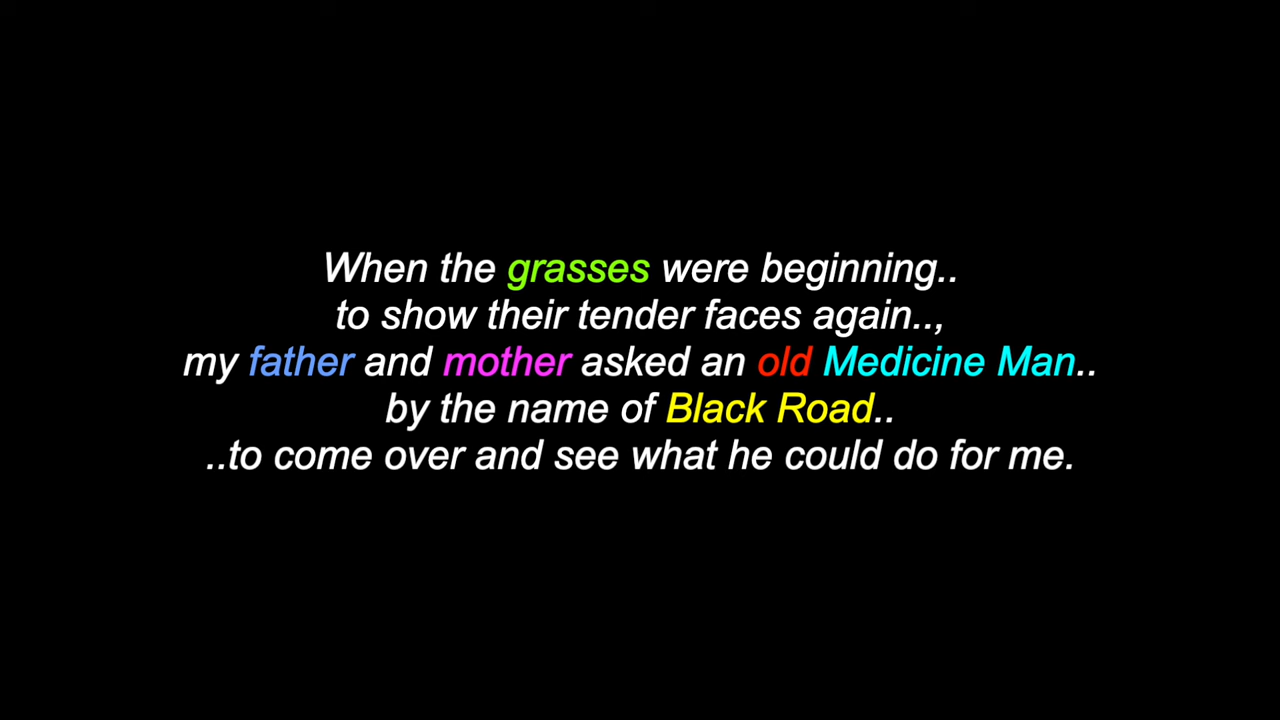 When the grasses were beginning..
to show their tender faces again..,
my father and mother asked an old Medicine Man..
by the name of Black Road..
..to come over and see what he could do for me.